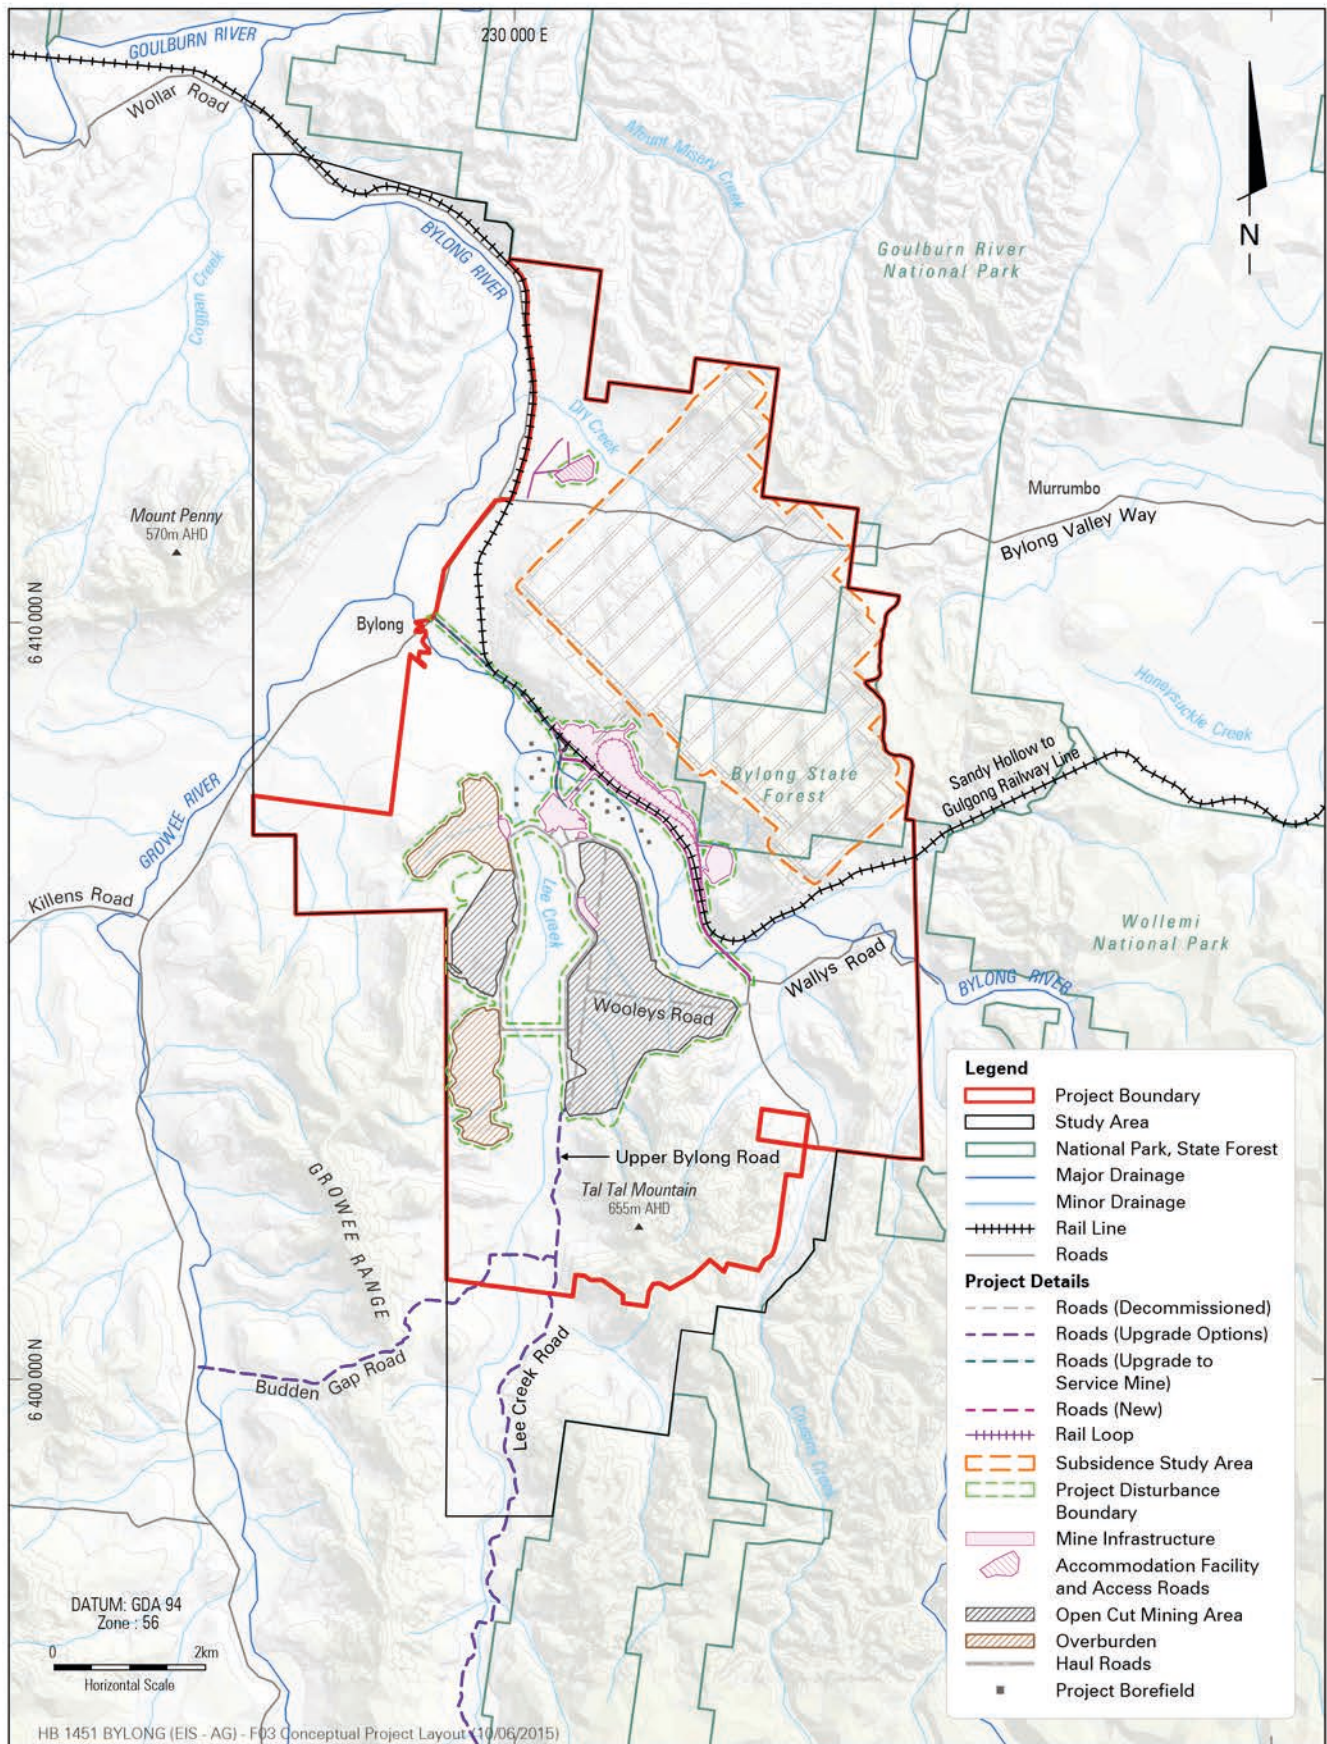 230 000 E
GOULBURN RIVER
Wollar Road
Mount Misery Creek
N
Goulburn River
National Park
BYLONG RIVER
Coggan Creek
Dry Creek
Murrumbo
Bylong Valley Way
Mount Penny
570m AHD
6 410 000 N
Bylong
Honeysuckle Creek
Sandy Hollow to
Gulgong Railway Line
Bylong State
Forest
GROWEE RIVER
Killens Road
Lee Creek
Wollemi
National Park
Wallys Road
BYLONG RIVER
Wooleys Road
Upper Bylong Road
Tal Tal Mountain
655m AHD
GROWEE RANGE
Lee Creek Road
Budden Gap Road
6 400 000 N
Cousins Creek
Legend
Project Boundary
Study Area
National Park, State Forest
Major Drainage
Minor Drainage
Rail Line
Roads
Project Details
Roads (Decommissioned)
Roads (Upgrade Options)
Roads (Upgrade to
Service Mine)
Roads (New)
Rail Loop
Subsidence Study Area
Project Disturbance
Boundary
Mine Infrastructure
Accommodation Facility
and Access Roads
Open Cut Mining Area
Overburden
Haul Roads
Project Borefield
DATUM: GDA 94
Zone : 56
0 2km
Horizontal Scale
HB 1451 BYLONG (EIS - AG) - F03 Conceptual Project Layout (10/06/2015)